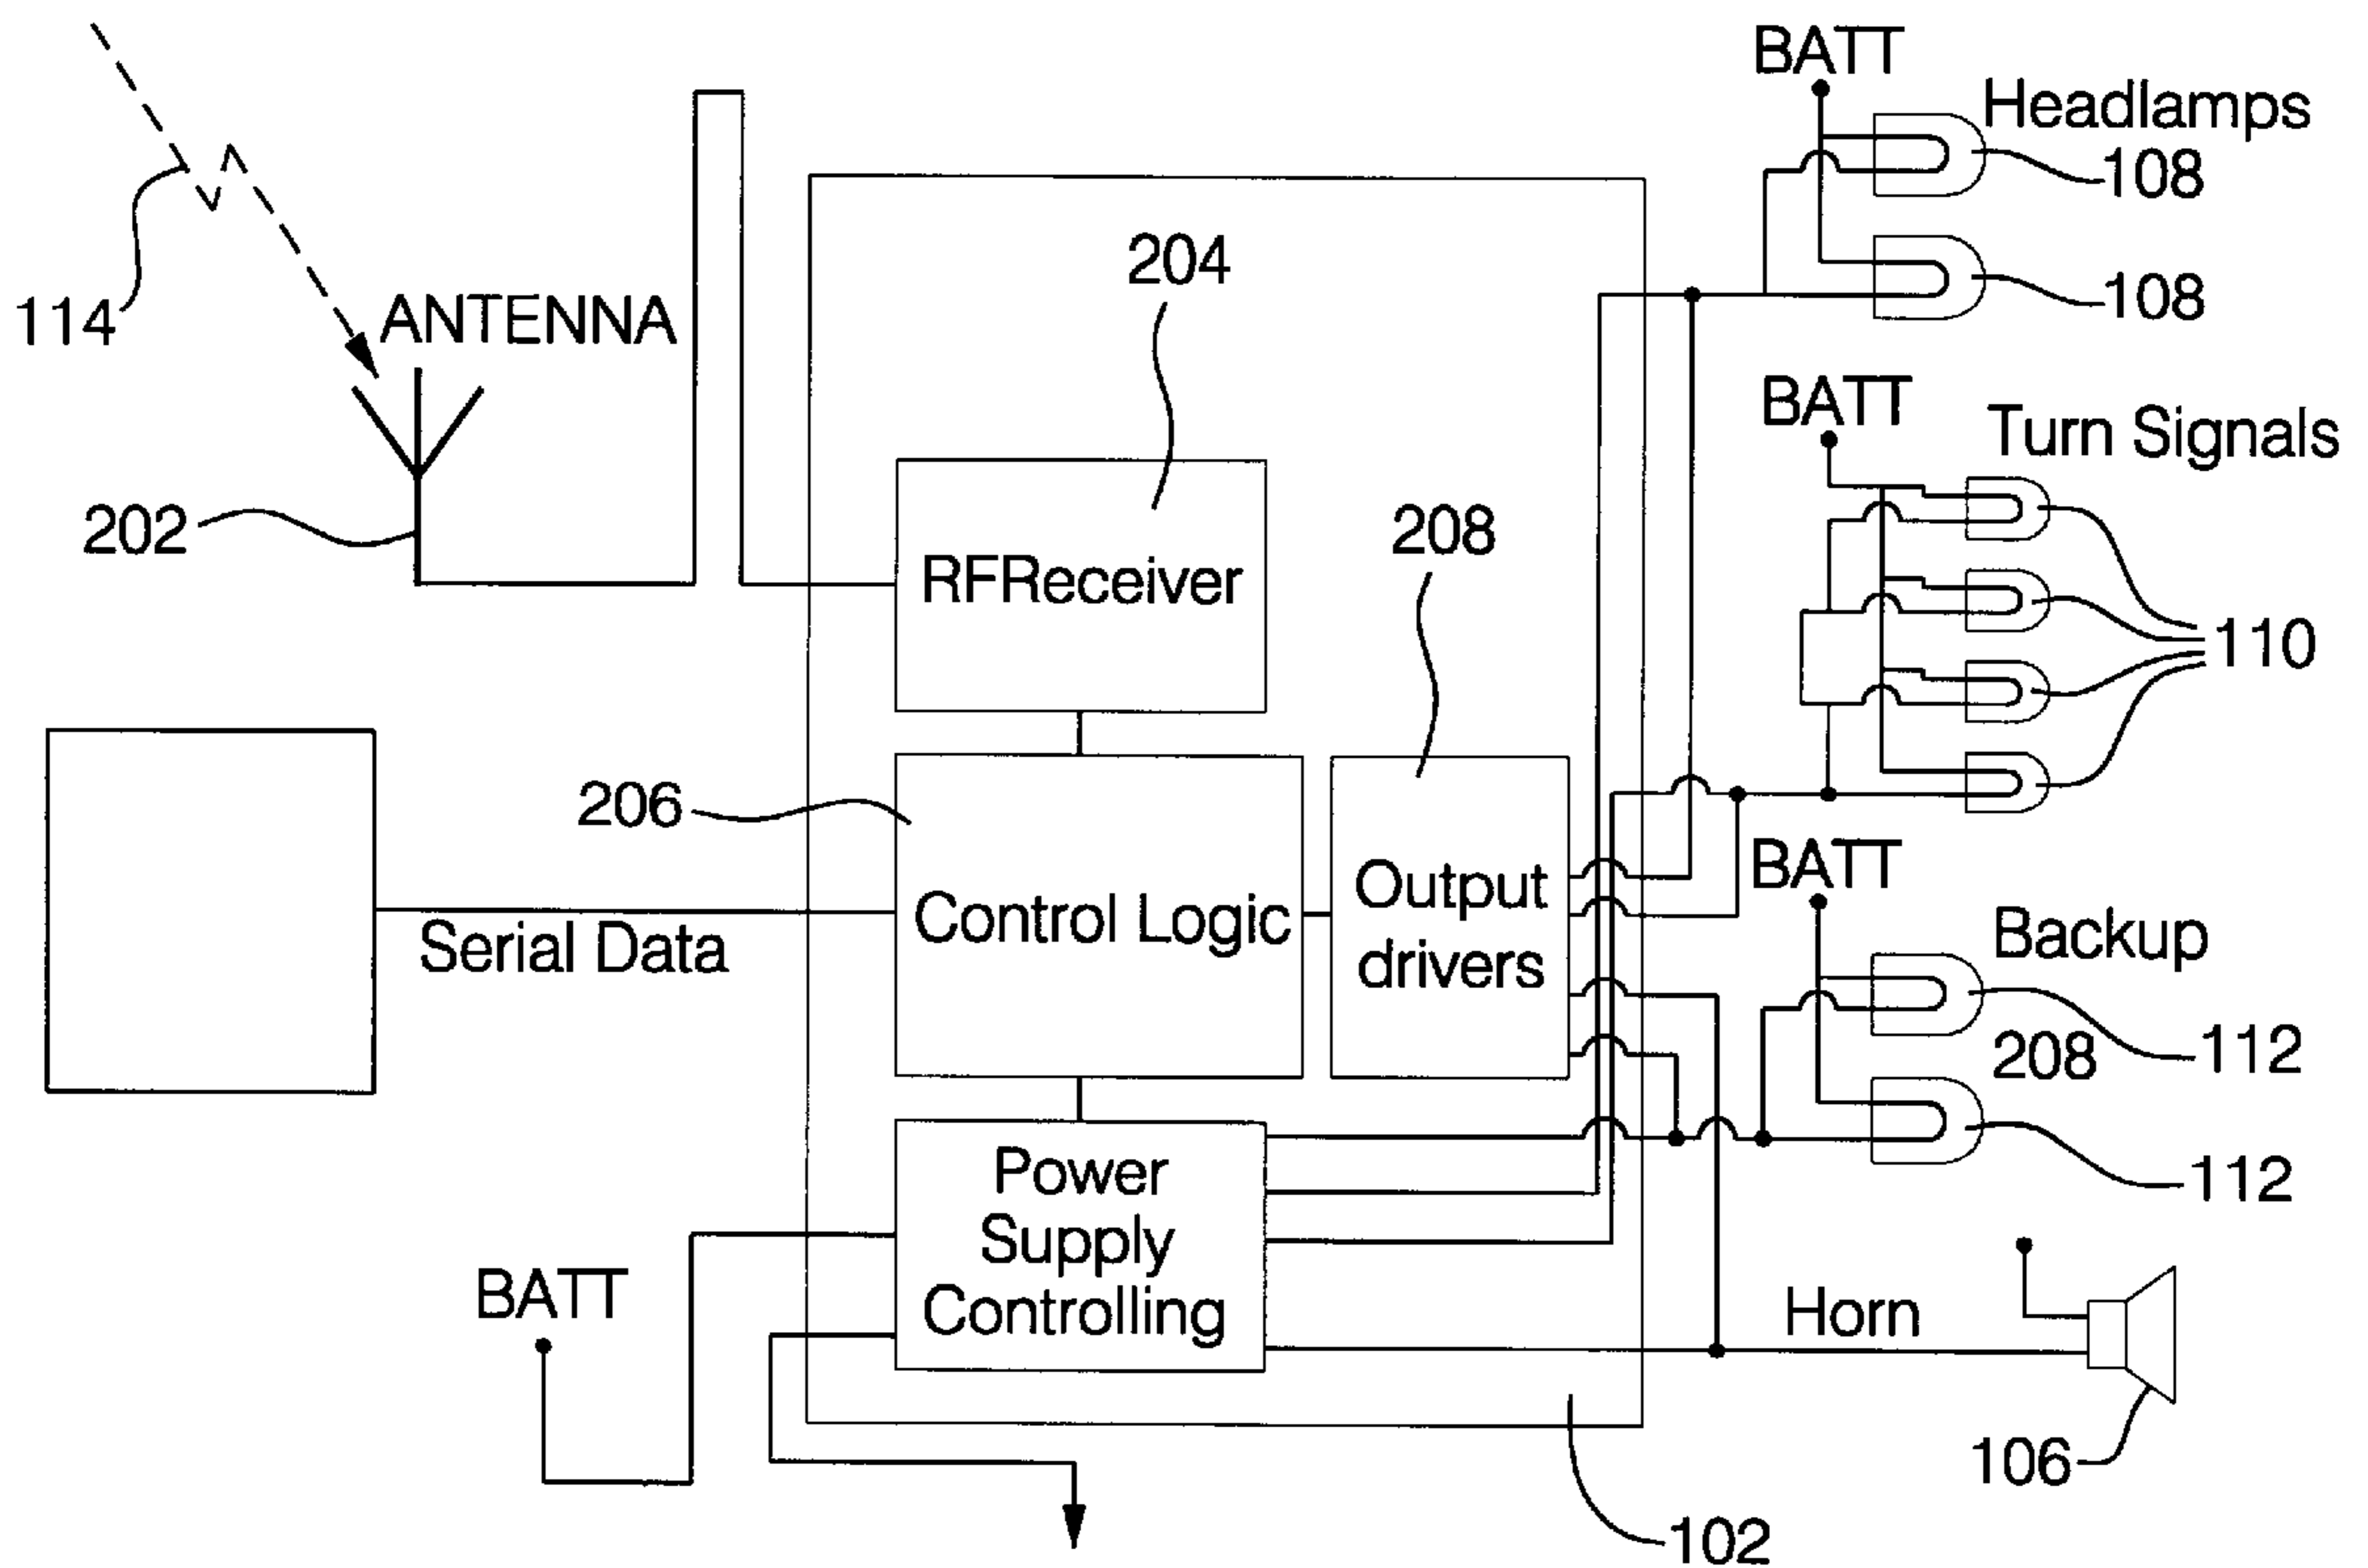 BATT
Headlamps
108
204
108
114
ANTENNA
BATT
Turn Signals
202
208
RFReceiver
110
206
BATT
Output
drivers
Control Logic
Serial Data
Backup
112
208
112
Power
Supply
Controlling
BATT
Horn
106
102